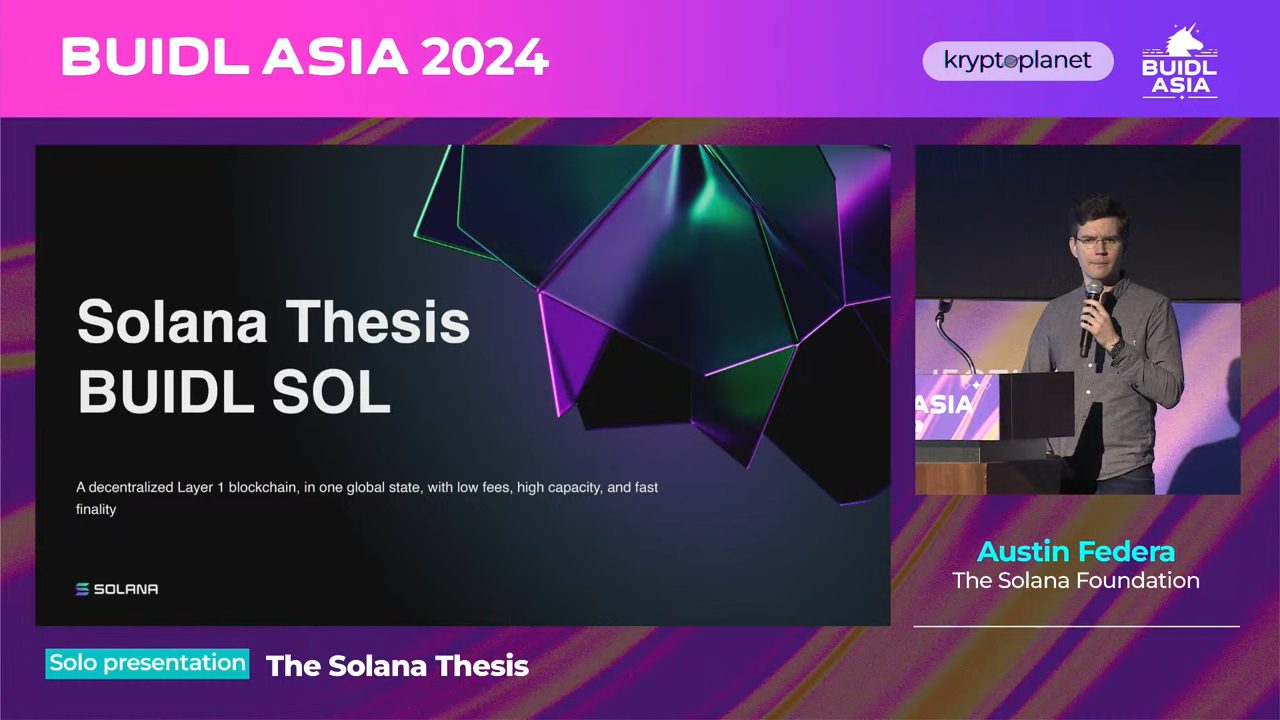 BUIDL ASIA 2024
kryptoplanet
BUIDL
ASIA
Solana Thesis
BUIDL SOL
A decentralized Layer 1 blockchain, in one global state, with low fees, high capacity, and fast
finality
SOLANA
ASIA
Austin Federa
The Solana Foundation
Solo presentation
The Solana Thesis